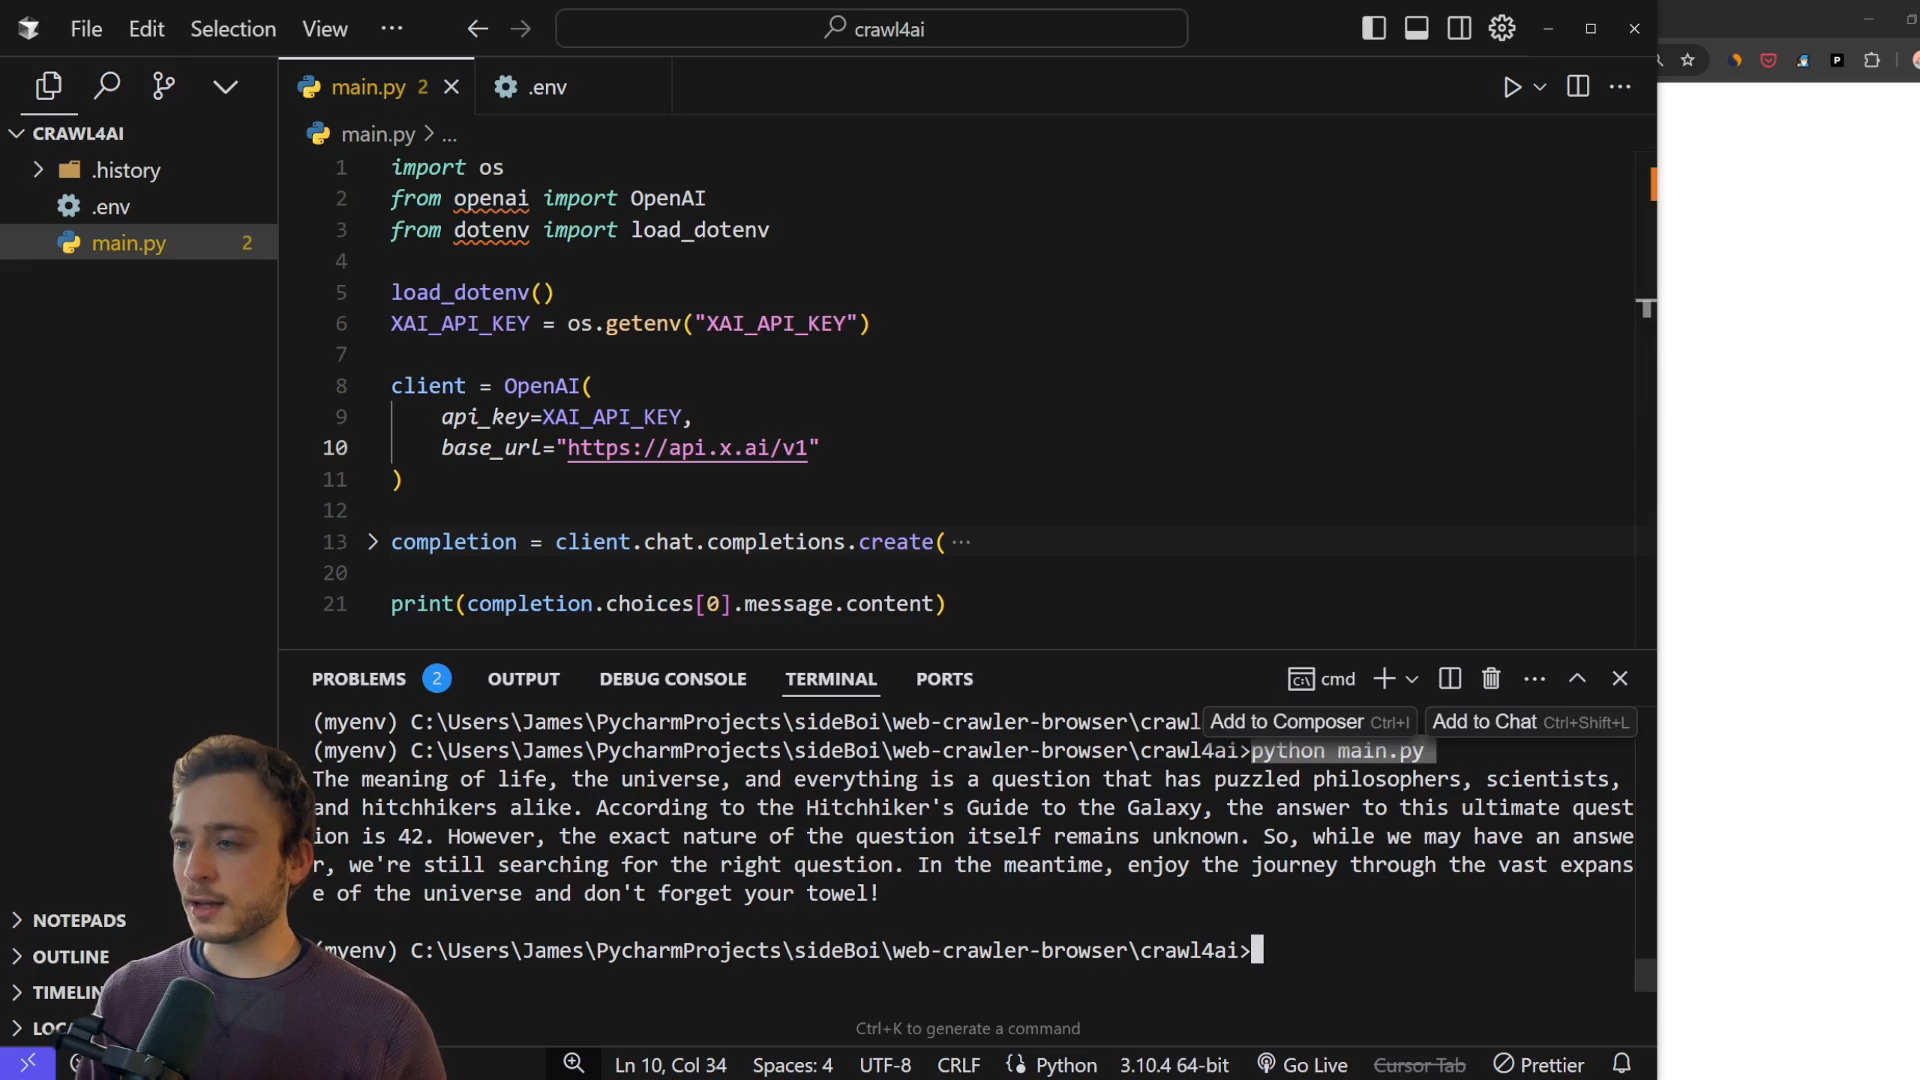 File Edit Selection View ··· crawl4ai
main.py 2 .env
CRAWL4AI
.history
.env
main.py 2
main.py > ...
1 import os
2 from openai import OpenAI
3 from dotenv import load_dotenv
4
5 load_dotenv()
6 XAI_API_KEY = os.getenv("XAI_API_KEY")
7
8 client = OpenAI(
9 api_key=XAI_API_KEY,
10 base_url="https://api.x.ai/v1"
11 )
12
13 completion = client.chat.completions.create( ···
20
21 print(completion.choices[0].message.content)
PROBLEMS 2 OUTPUT DEBUG CONSOLE TERMINAL PORTS cmd
(myenv) C:\Users\James\PycharmProjects\sideBoi\web-crawler-browser\crawl
Add to Composer Ctrl+I Add to Chat Ctrl+Shift+L
(myenv) C:\Users\James\PycharmProjects\sideBoi\web-crawler-browser\crawl4ai>python main.py
The meaning of life, the universe, and everything is a question that has puzzled philosophers, scientists,
and hitchhikers alike. According to the Hitchhiker's Guide to the Galaxy, the answer to this ultimate quest
ion is 42. However, the exact nature of the question itself remains unknown. So, while we may have an answe
r, we're still searching for the right question. In the meantime, enjoy the journey through the vast expans
e of the universe and don't forget your towel!
(myenv) C:\Users\James\PycharmProjects\sideBoi\web-crawler-browser\crawl4ai>
Ctrl+K to generate a command
NOTEPADS
OUTLINE
TIMELIN
LOC
Ln 10, Col 34 Spaces: 4 UTF-8 CRLF Python 3.10.4 64-bit Go Live Cursor Tab Prettier
P